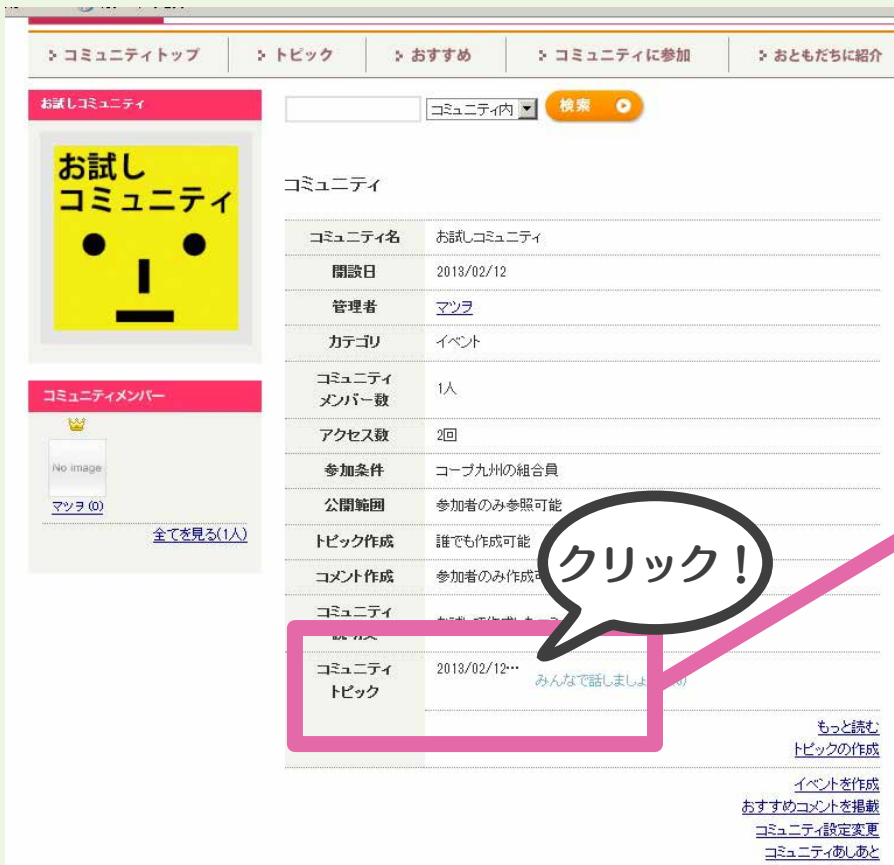 コミュニティトップ
トピック
おすすめ
コミュニティに参加
おともだちに紹介
お試しコミュニティ
コミュニティ内
検索
お試し
コミュニティ
コミュニティ
コミュニティ名 お試しコミュニティ
開設日 2013/02/12
管理者 マツヲ
カテゴリ イベント
コミュニティ
メンバー数 1人
コミュニティメンバー
No image
マツヲ(0)
全てを見る(1人)
アクセス数 2回
参加条件 コープ九州の組合員
公開範囲 参加者のみ参照可能
トピック作成 誰でも作成可能
コメント作成 参加者のみ作成
クリック！
コミュニティ
コミュニティ
トピック 2013/02/12…
みんなで話しましょ
もっと読む
トピックの作成
イベントを作成
おすすめコメントを掲載
コミュニティ設定変更
コミュニティあしあと